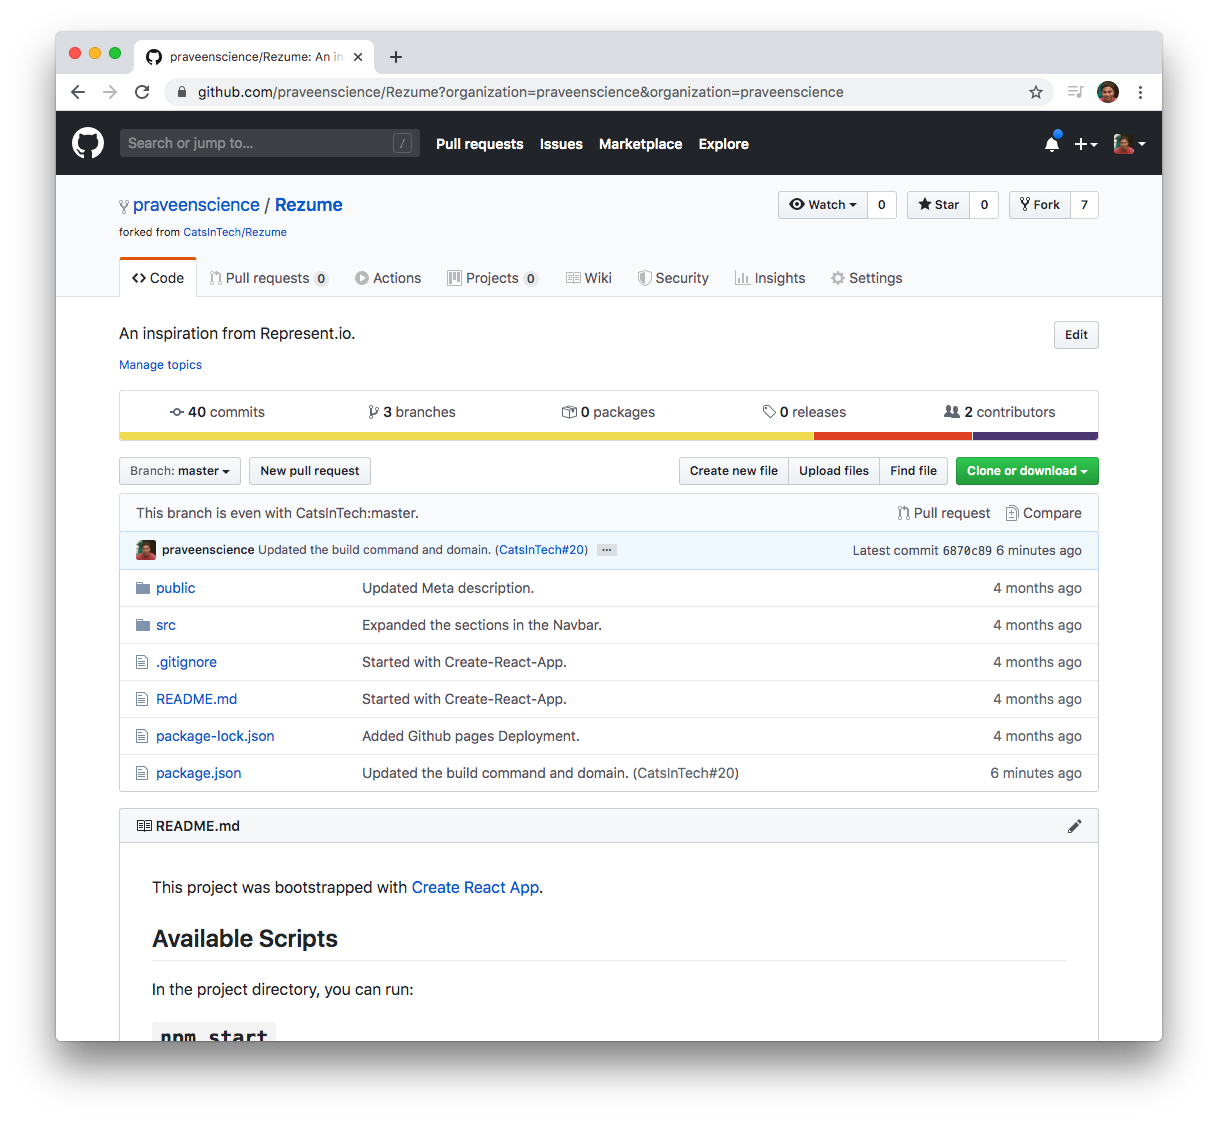 praveenscience/Rezume: An in
github.com/praveenscience/Rezume?organization=praveenscience&organization=praveenscience
Search or jump to... / Pull requests Issues Marketplace Explore
praveenscience / Rezume Watch 0 Star 0 Fork 7
forked from CatsInTech/Rezume
Code Pull requests 0 Actions Projects 0 Wiki Security Insights Settings
An inspiration from Represent.io. Edit
Manage topics
40 commits 3 branches 0 packages 0 releases 2 contributors
Branch: master New pull request Create new file Upload files Find file Clone or download
This branch is even with CatsInTech:master. Pull request Compare
praveenscience Updated the build command and domain. (CatsInTech#20) ... Latest commit 6870c89 6 minutes ago
public Updated Meta description. 4 months ago
src Expanded the sections in the Navbar. 4 months ago
.gitignore Started with Create-React-App. 4 months ago
README.md Started with Create-React-App. 4 months ago
package-lock.json Added Github pages Deployment. 4 months ago
package.json Updated the build command and domain. (CatsInTech#20) 6 minutes ago
README.md
This project was bootstrapped with Create React App.
Available Scripts
In the project directory, you can run:
npm start